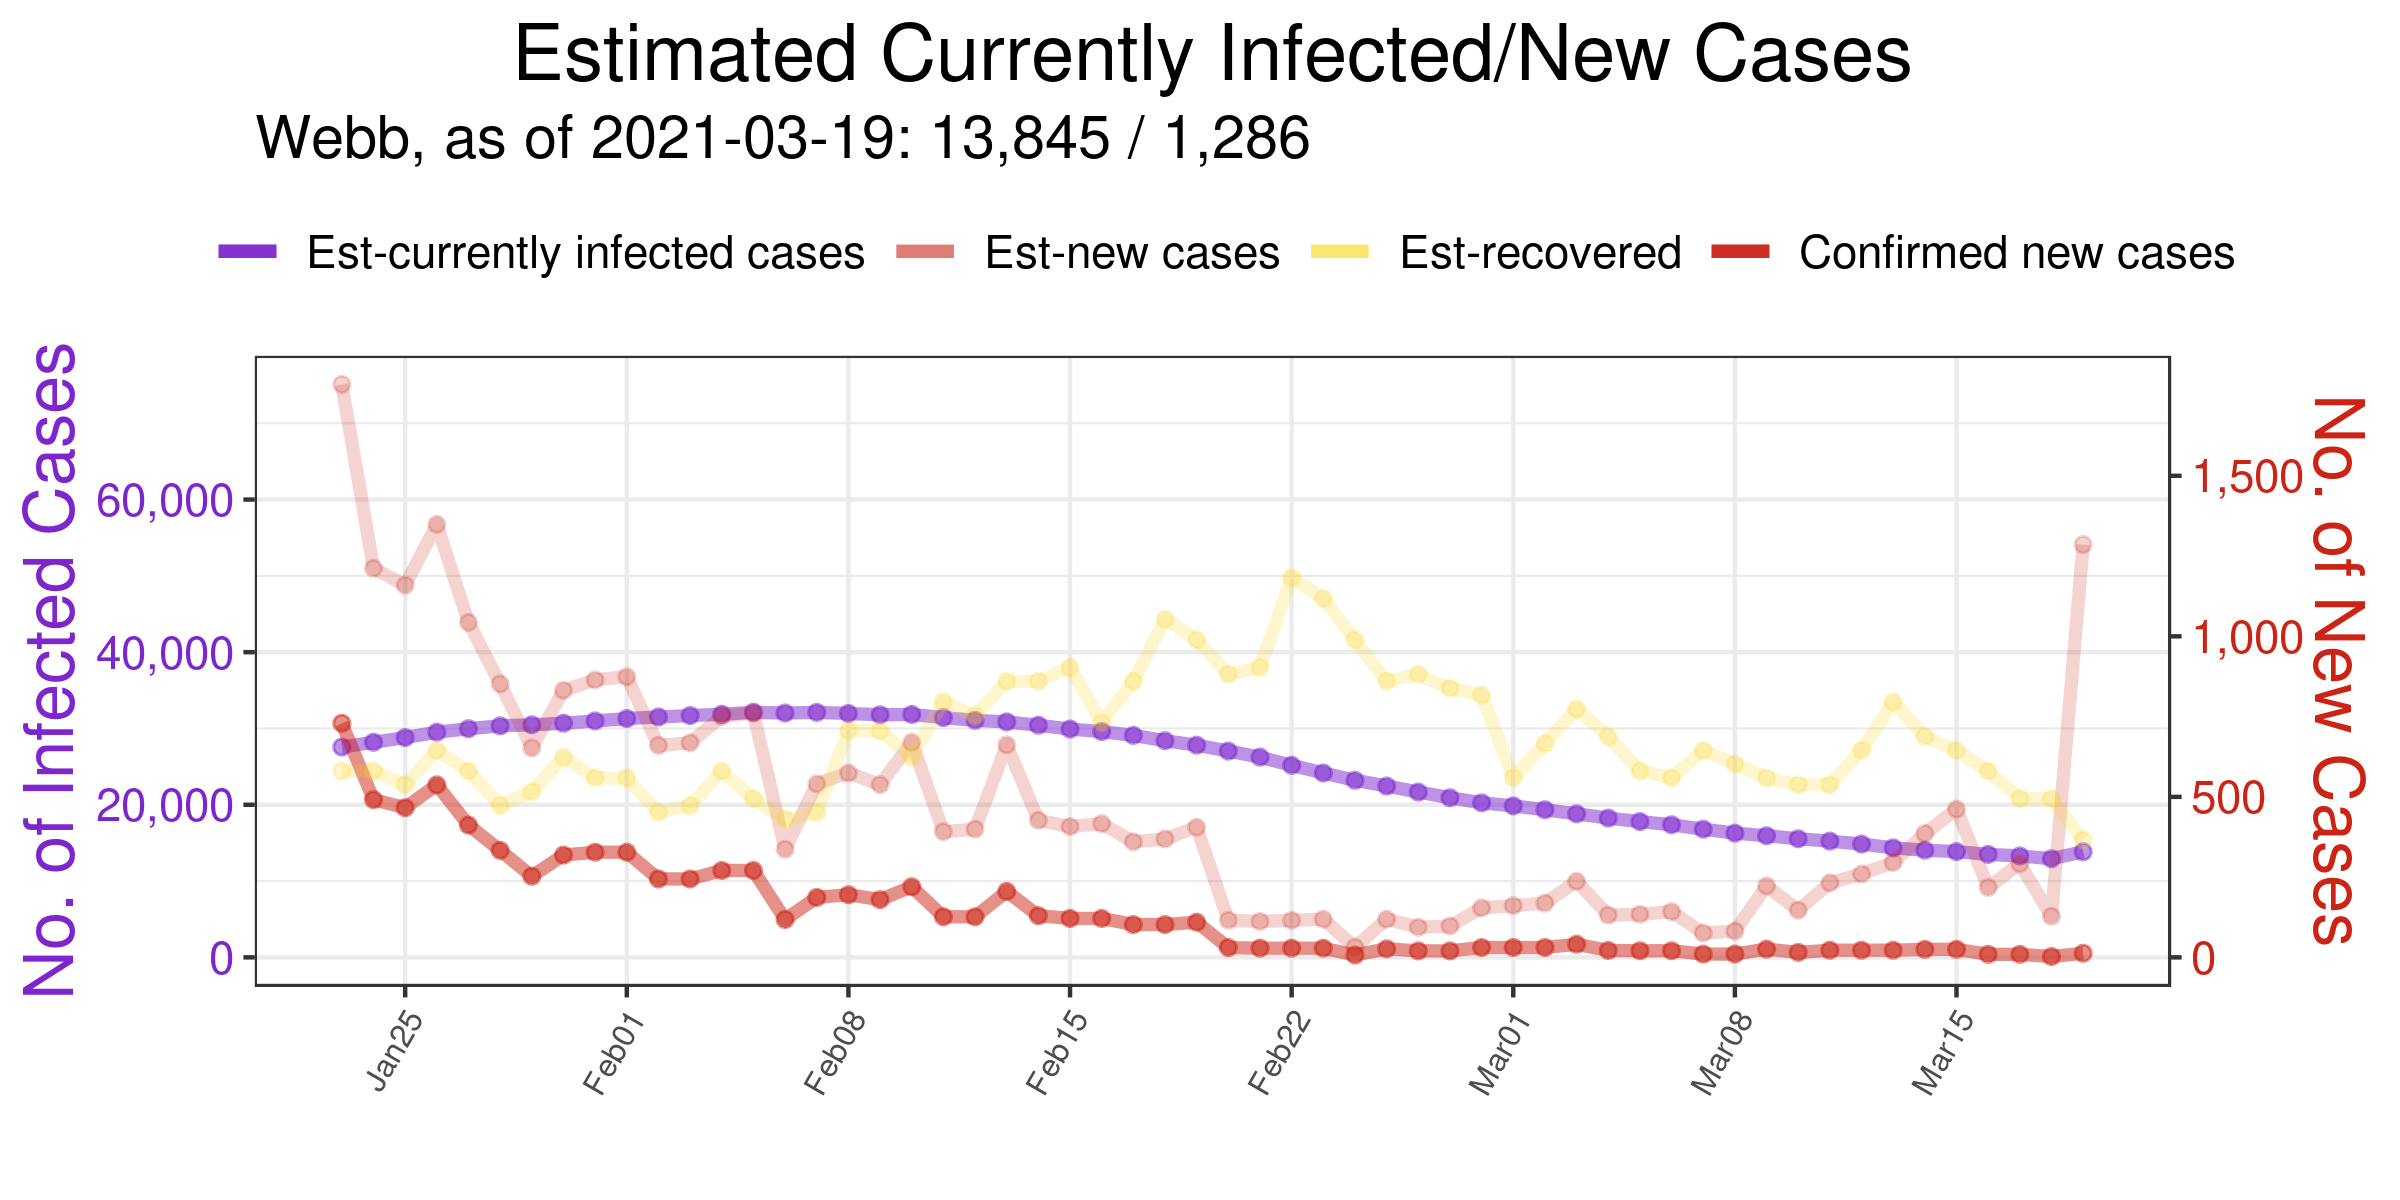 Estimated Currently Infected/New Cases
Webb, as of 2021-03-19: 13,845 / 1,286
Est-currently infected cases Est-new cases Est-recovered Confirmed new cases
No. of Infected Cases
60,000
40,000
20,000
0
1,500
1,000
500
0
No. of New Cases
Jan25 Feb01 Feb08 Feb15 Feb22 Mar01 Mar08 Mar15